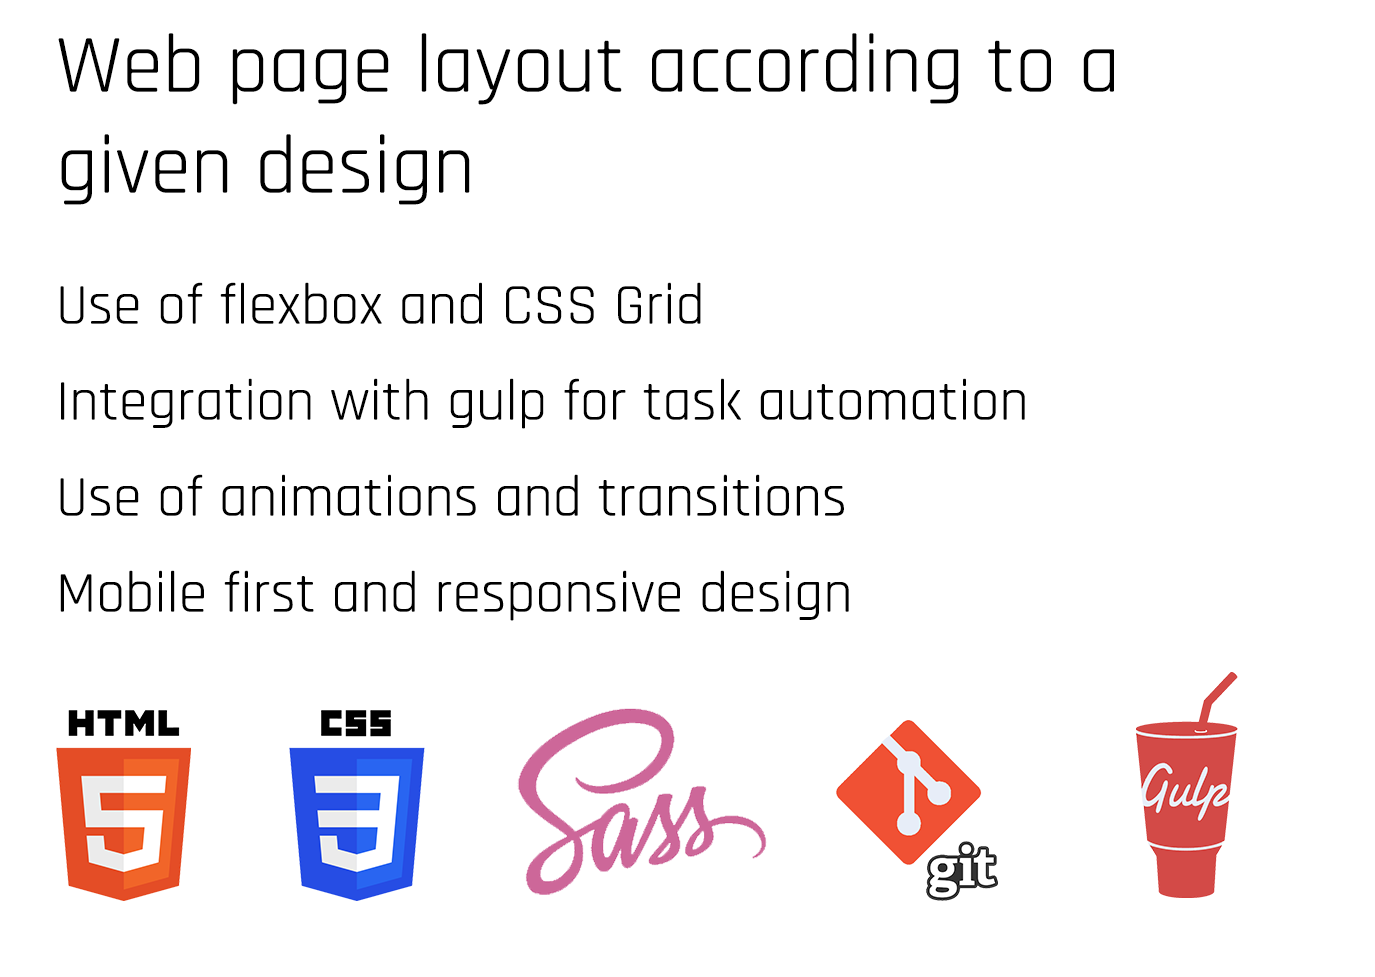 Web page layout according to a
given design
Use of flexbox and CSS Grid
Integration with gulp for task automation
Use of animations and transitions
Mobile first and responsive design
HTML
5
CSS
3
Sass
git
Gulp